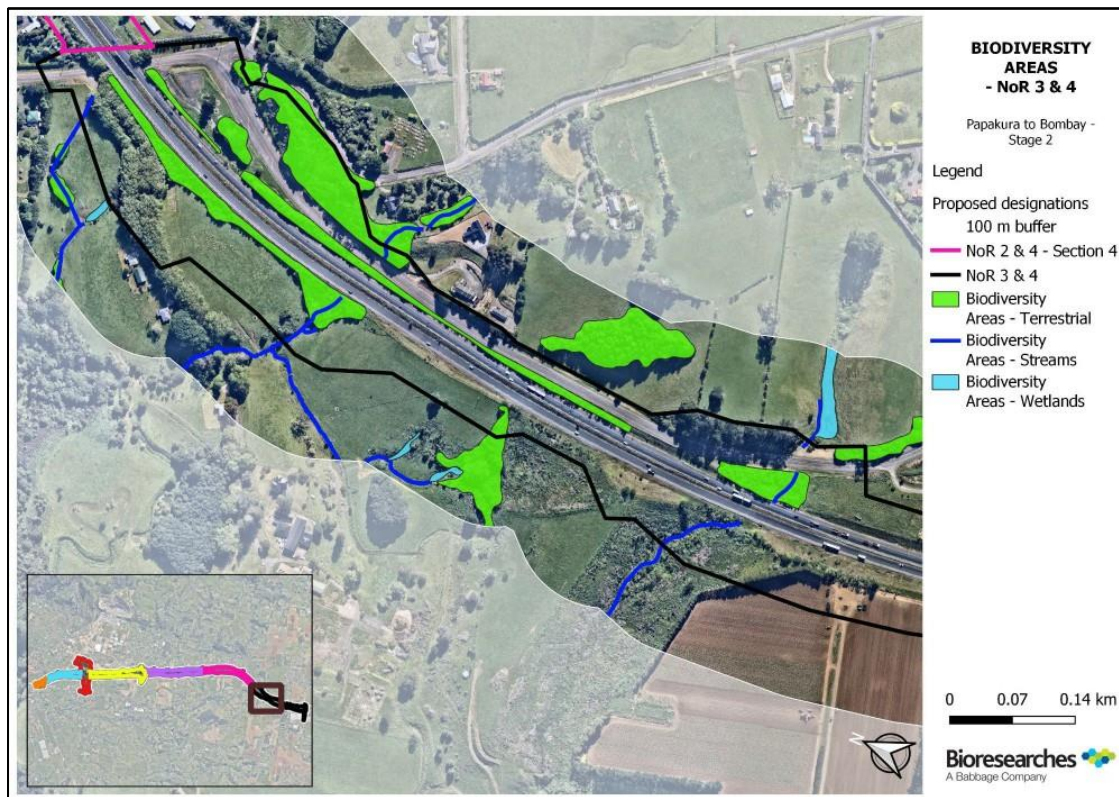 BIODIVERSITY
AREAS
- NoR 3 & 4
Papakura to Bombay -
Stage 2
Legend
Proposed designations
100 m buffer
NoR 2 & 4 - Section 4
NoR 3 & 4
Biodiversity
Areas - Terrestrial
Biodiversity
Areas - Streams
Biodiversity
Areas - Wetlands
0 0.07 0.14 km
N
Bioresearches
A Babbage Company